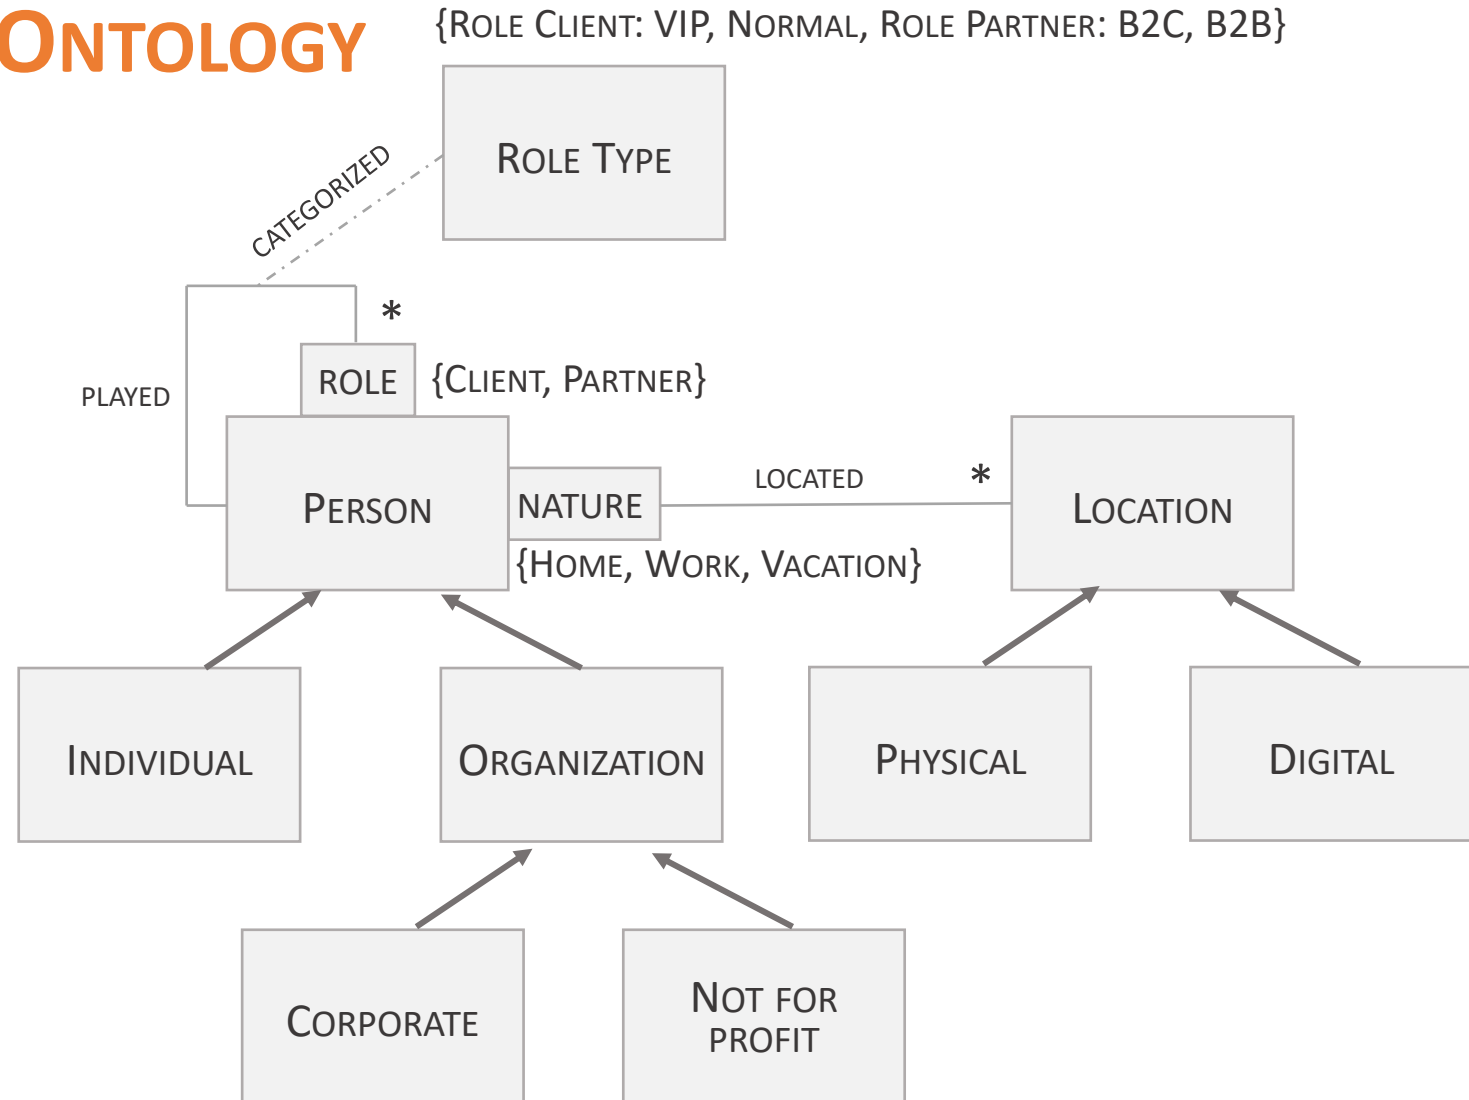 ONTOLOGY
{ROLE CLIENT: VIP, NORMAL, ROLE PARTNER: B2C, B2B}
ROLE TYPE
CATEGORIZED
*
ROLE
{CLIENT, PARTNER}
PLAYED
PERSON
NATURE
LOCATED
*
LOCATION
{HOME, WORK, VACATION}
INDIVIDUAL
ORGANIZATION
PHYSICAL
DIGITAL
CORPORATE
NOT FOR
PROFIT